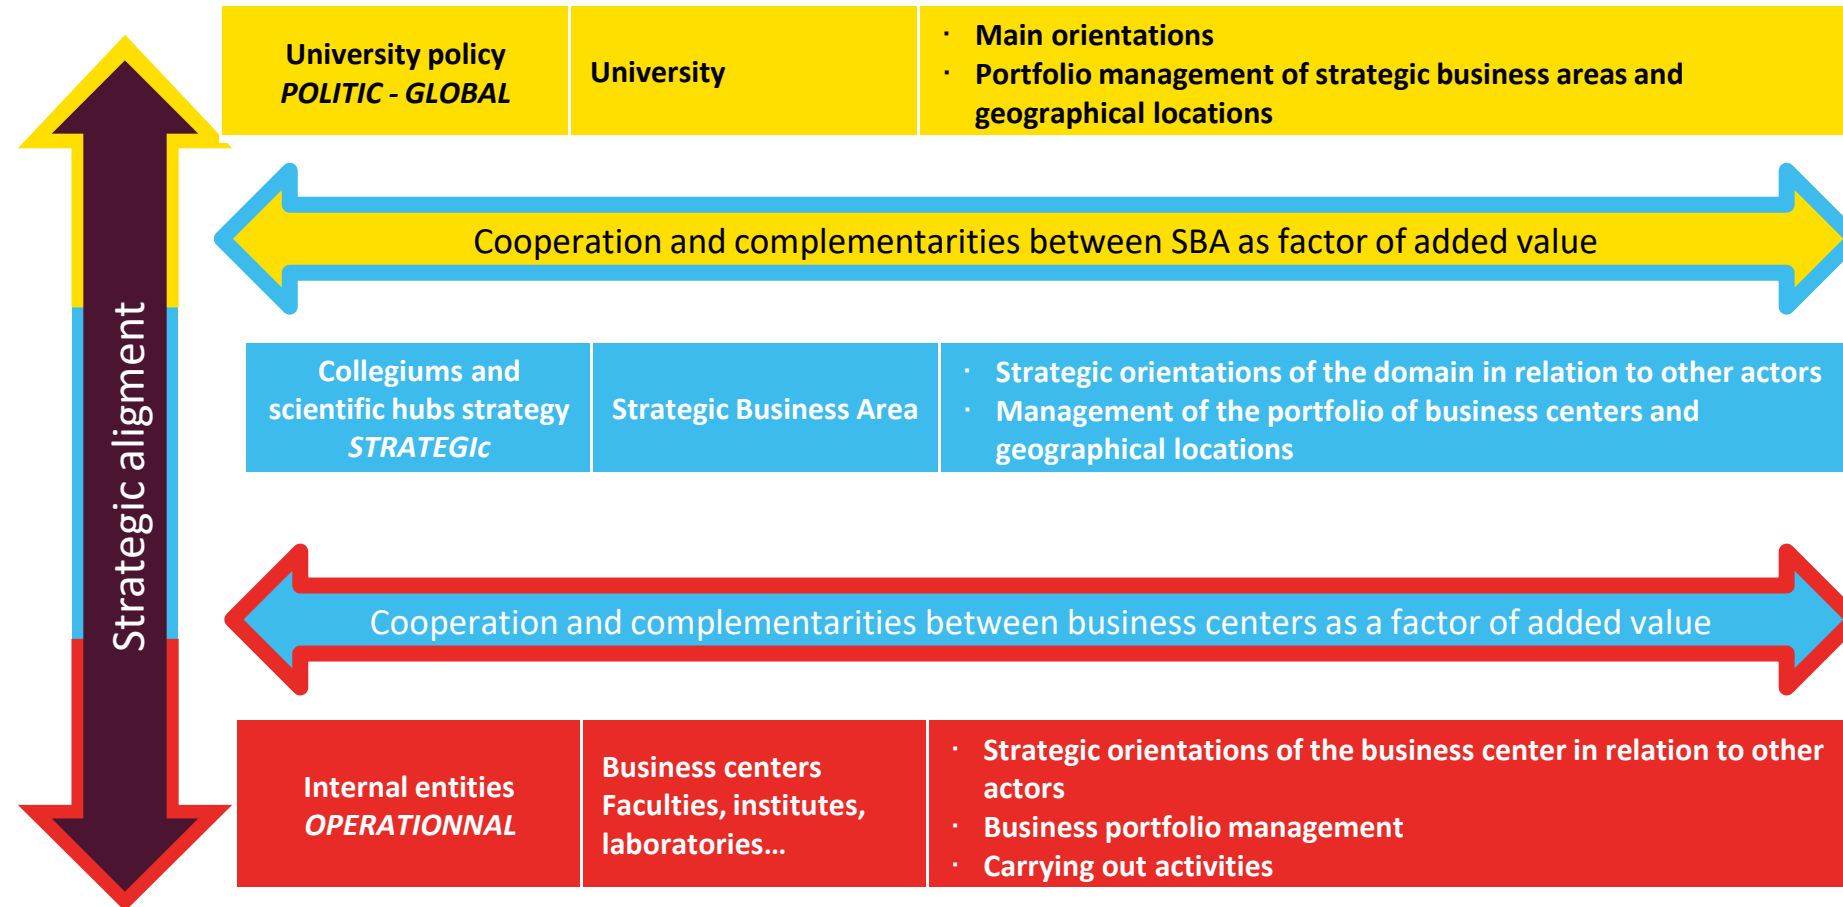 University policy
POLITIC - GLOBAL
University
· Main orientations
· Portfolio management of strategic business areas and
geographical locations
Cooperation and complementarities between SBA as factor of added value
Strategic aligment
Collegiums and
scientific hubs strategy
STRATEGIc
Strategic Business Area
· Strategic orientations of the domain in relation to other actors
· Management of the portfolio of business centers and
geographical locations
Cooperation and complementarities between business centers as a factor of added value
Internal entities
OPERATIONNAL
Business centers
Faculties, institutes,
laboratories…
· Strategic orientations of the business center in relation to other
actors
· Business portfolio management
· Carrying out activities